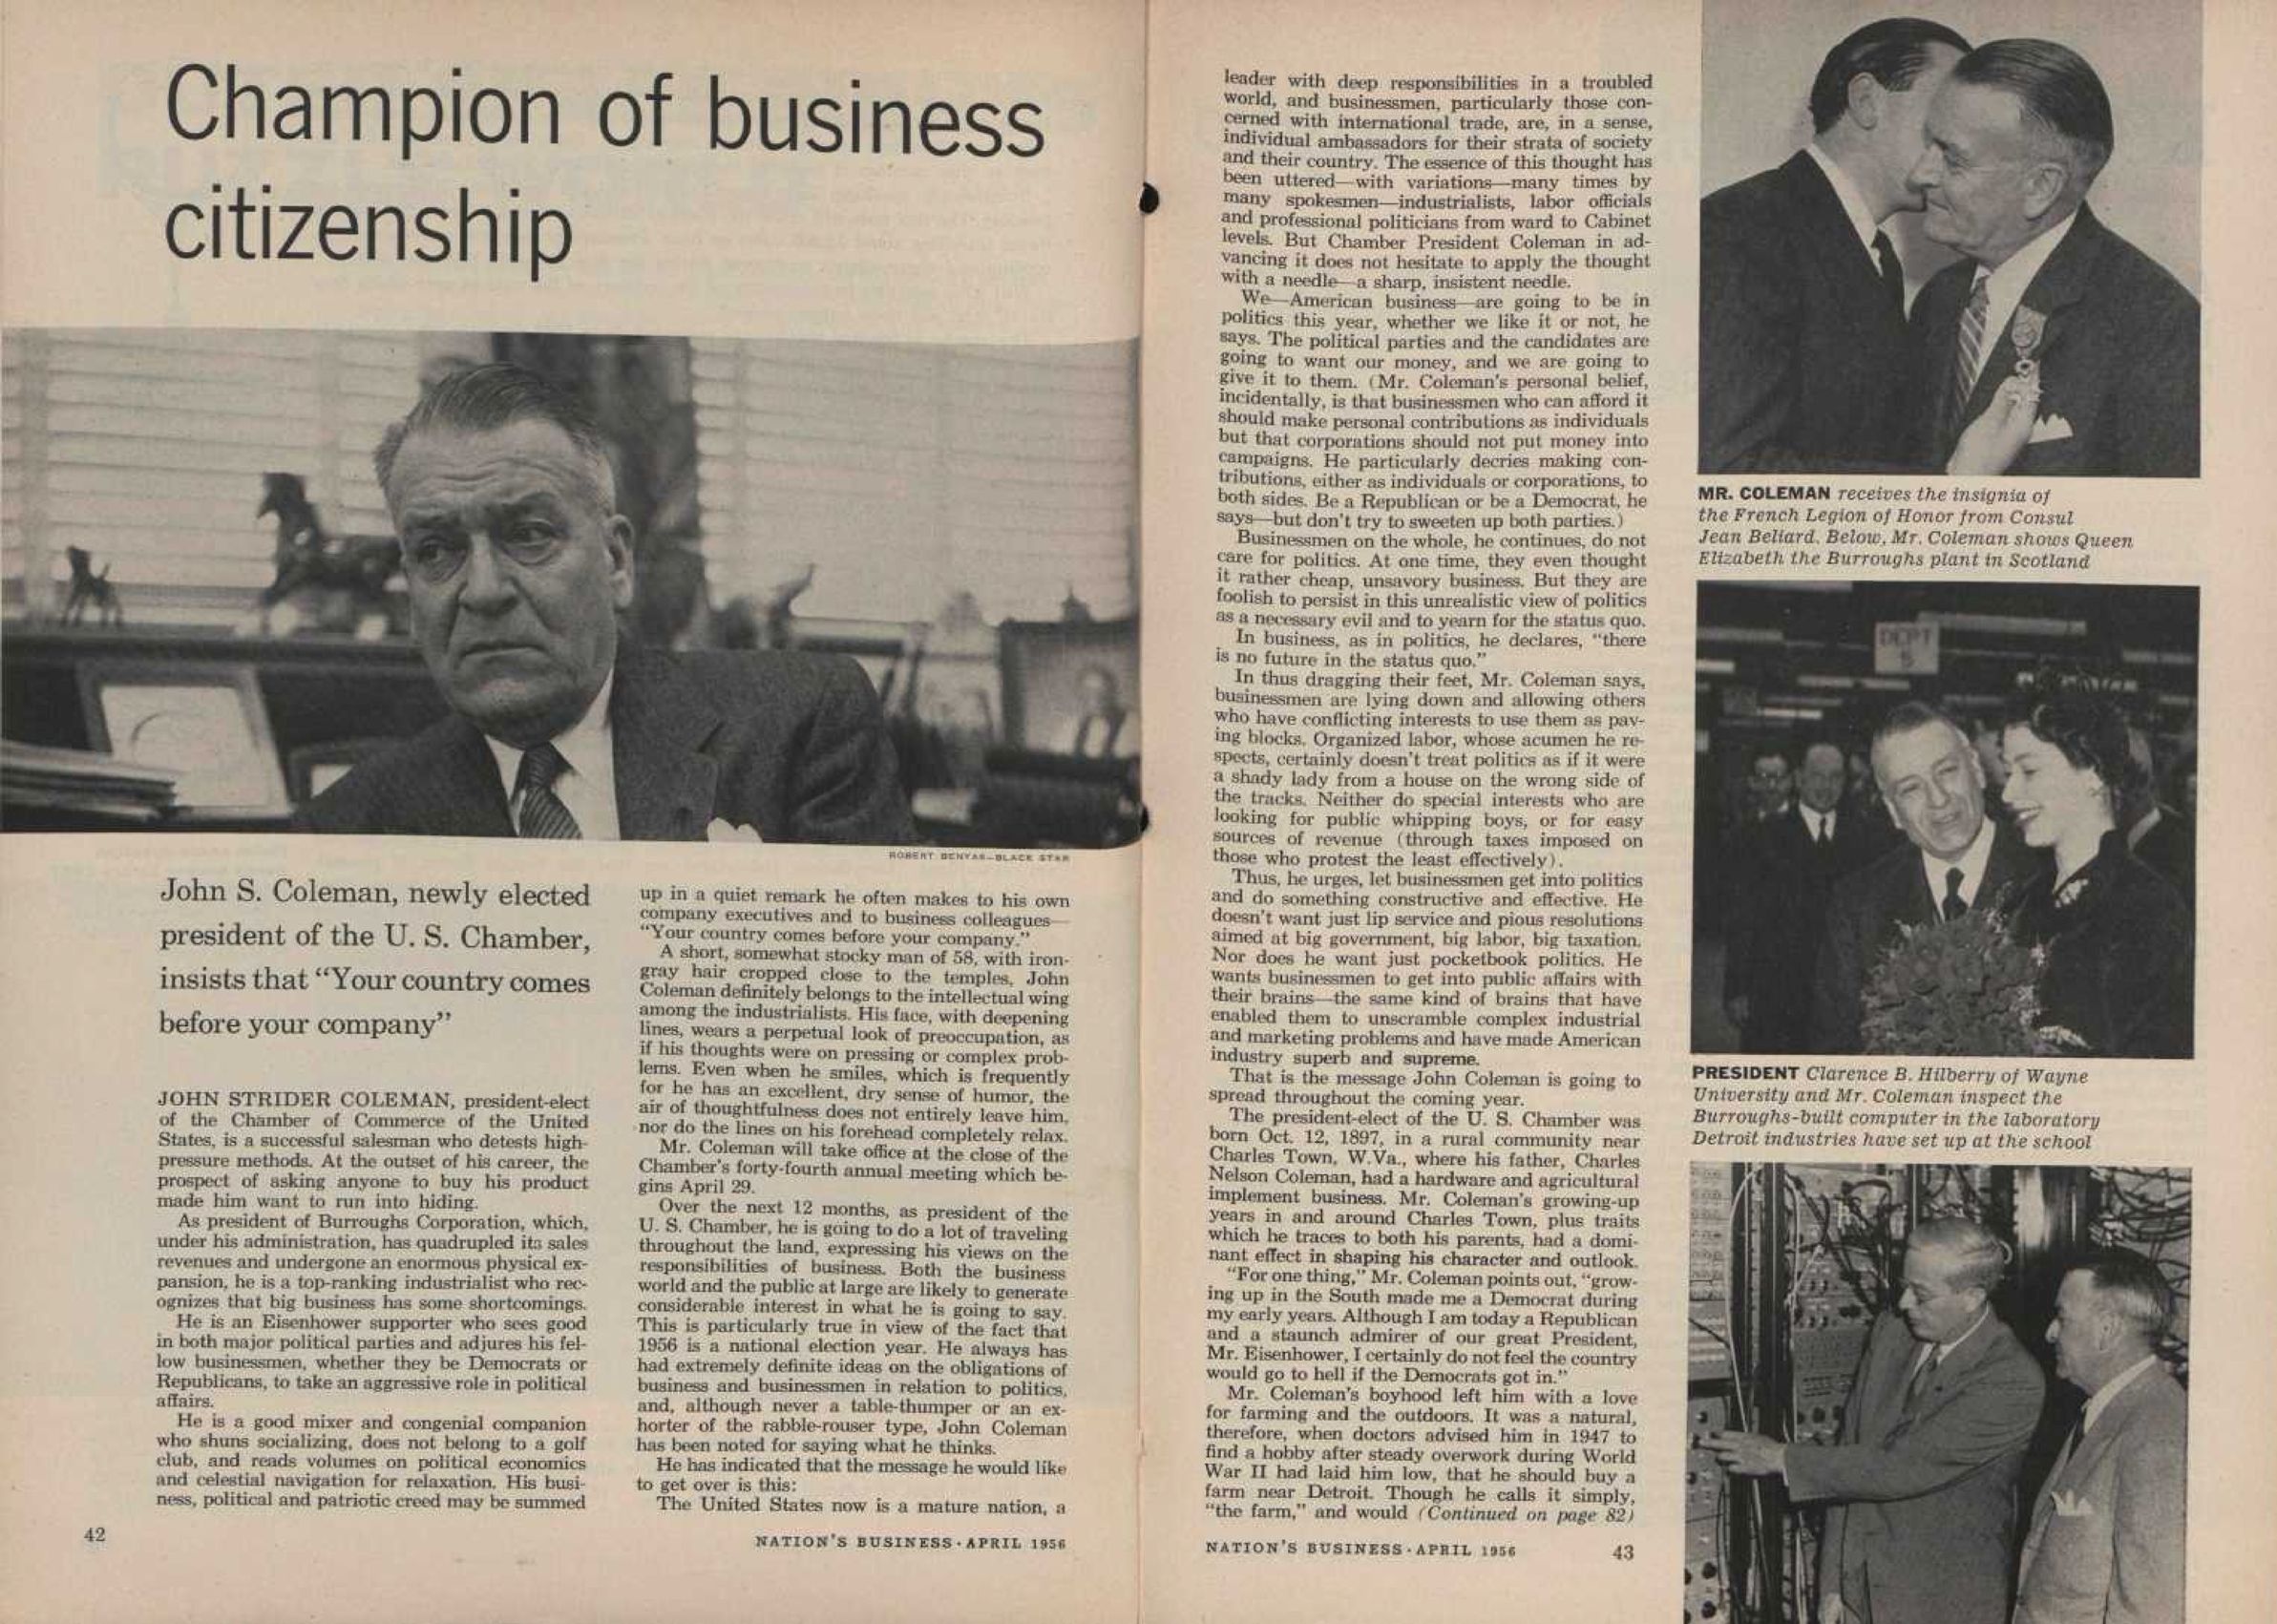 Champion of business
citizenship
ROBERT BENYAS—BLACK STAR
John S. Coleman, newly elected
president of the U. S. Chamber,
insists that “Your country comes
before your company”
JOHN STRIDER COLEMAN, president-elect
of the Chamber of Commerce of the United
States, is a successful salesman who detests high-
pressure methods. At the outset of his career, the
prospect of asking anyone to buy his product
made him want to run into hiding.
As president of Burroughs Corporation, which,
under his administration, has quadrupled its sales
revenues and undergone an enormous physical ex-
pansion, he is a top-ranking industrialist who rec-
ognizes that big business has some shortcomings.
He is an Eisenhower supporter who sees good
in both major political parties and adjures his fel-
low businessmen, whether they be Democrats or
Republicans, to take an aggressive role in political
affairs.
He is a good mixer and congenial companion
who shuns socializing, does not belong to a golf
club, and reads volumes on political economics
and celestial navigation for relaxation. His busi-
ness, political and patriotic creed may be summed
42
up in a quiet remark he often makes to his own
company executives and to business colleagues—
“Your country comes before your company.”
A short, somewhat stocky man of 58, with iron-
gray hair cropped close to the temples, John
Coleman definitely belongs to the intellectual wing
among the industrialists. His face, with deepening
lines, wears a perpetual look of preoccupation, as
if his thoughts were on pressing or complex prob-
lems. Even when he smiles, which is frequently
for he has an excellent, dry sense of humor, the
air of thoughtfulness does not entirely leave him,
nor do the lines on his forehead completely relax.
Mr. Coleman will take office at the close of the
Chamber's forty-fourth annual meeting which be-
gins April 29.
Over the next 12 months, as president of the
U. S. Chamber, he is going to do a lot of traveling
throughout the land, expressing his views on the
responsibilities of business. Both the business
world and the public at large are likely to generate
considerable interest in what he is going to say.
This is particularly true in view of the fact that
1956 is a national election year. He always has
had extremely definite ideas on the obligations of
business and businessmen in relation to politics,
and, although never a table-thumper or an ex-
horter of the rabble-rouser type, John Coleman
has been noted for saying what he thinks.
He has indicated that the message he would like
to get over is this:
The United States now is a mature nation, a
NATION'S BUSINESS · APRIL 1956
leader with deep responsibilities in a troubled
world, and businessmen, particularly those con-
cerned with international trade, are, in a sense,
individual ambassadors for their strata of society
and their country. The essence of this thought has
been uttered—with variations—many times by
many spokesmen—industrialists, labor officials
and professional politicians from ward to Cabinet
levels. But Chamber President Coleman in ad-
vancing it does not hesitate to apply the thought
with a needle—a sharp, insistent needle.
We—American business—are going to be in
politics this year, whether we like it or not, he
says. The political parties and the candidates are
going to want our money, and we are going to
give it to them. (Mr. Coleman's personal belief,
incidentally, is that businessmen who can afford it
should make personal contributions as individuals
but that corporations should not put money into
campaigns. He particularly decries making con-
tributions, either as individuals or corporations, to
both sides. Be a Republican or be a Democrat, he
says—but don't try to sweeten up both parties.)
Businessmen on the whole, he continues, do not
care for politics. At one time, they even thought
it rather cheap, unsavory business. But they are
foolish to persist in this unrealistic view of politics
as a necessary evil and to yearn for the status quo.
In business, as in politics, he declares, “there
is no future in the status quo.”
In thus dragging their feet, Mr. Coleman says,
businessmen are lying down and allowing others
who have conflicting interests to use them as pav-
ing blocks. Organized labor, whose acumen he re-
spects, certainly doesn't treat politics as if it were
a shady lady from a house on the wrong side of
the tracks. Neither do special interests who are
looking for public whipping boys, or for easy
sources of revenue (through taxes imposed on
those who protest the least effectively).
Thus, he urges, let businessmen get into politics
and do something constructive and effective. He
doesn't want just lip service and pious resolutions
aimed at big government, big labor, big taxation.
Nor does he want just pocketbook politics. He
wants businessmen to get into public affairs with
their brains—the same kind of brains that have
enabled them to unscramble complex industrial
and marketing problems and have made American
industry superb and supreme.
That is the message John Coleman is going to
spread throughout the coming year.
The president-elect of the U. S. Chamber was
born Oct. 12, 1897, in a rural community near
Charles Town, W.Va., where his father, Charles
Nelson Coleman, had a hardware and agricultural
implement business. Mr. Coleman's growing-up
years in and around Charles Town, plus traits
which he traces to both his parents, had a domi-
nant effect in shaping his character and outlook.
“For one thing,” Mr. Coleman points out, “grow-
ing up in the South made me a Democrat during
my early years. Although I am today a Republican
and a staunch admirer of our great President,
Mr. Eisenhower, I certainly do not feel the country
would go to hell if the Democrats got in.”
Mr. Coleman's boyhood left him with a love
for farming and the outdoors. It was a natural,
therefore, when doctors advised him in 1947 to
find a hobby after steady overwork during World
War II had laid him low, that he should buy a
farm near Detroit. Though he calls it simply,
“the farm,” and would (Continued on page 82)
NATION'S BUSINESS · APRIL 1956
43
MR. COLEMAN receives the insignia of
the French Legion of Honor from Consul
Jean Beliard. Below, Mr. Coleman shows Queen
Elizabeth the Burroughs plant in Scotland
DEPT
5
PRESIDENT Clarence B. Hilberry of Wayne
University and Mr. Coleman inspect the
Burroughs-built computer in the laboratory
Detroit industries have set up at the school